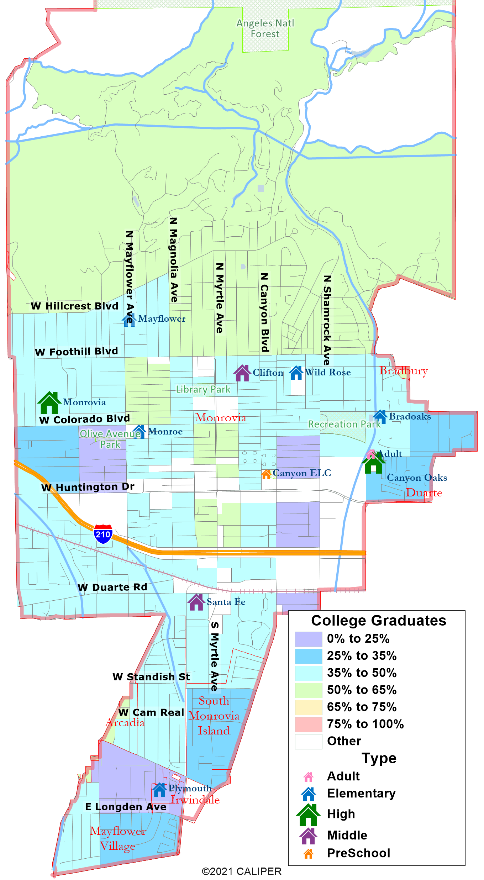 Angeles Natl
Forest
N Mayflower Ave
N Magnolia Ave
N Myrtle Ave
N Canyon Blvd
N Shamrock Ave
W Hillcrest Blvd
Mayflower
W Foothill Blvd
Clifton
Wild Rose
Bradbury
Library Park
Monrovia
W Colorado Blvd
Monrovia
Bradoaks
Recreation Park
Olive Avenue
Park
Monroe
Adult
Canyon ELC
Canyon Oaks
W Huntington Dr
Duarte
210
W Duarte Rd
Santa Fe
S Myrtle Ave
W Standish St
South
Monrovia
Island
W Cam Real
Arcadia
Plymouth
Irwindale
E Longden Ave
Mayflower
Village
College Graduates
0% to 25%
25% to 35%
35% to 50%
50% to 65%
65% to 75%
75% to 100%
Other
Type
Adult
Elementary
High
Middle
PreSchool
©2021 CALIPER